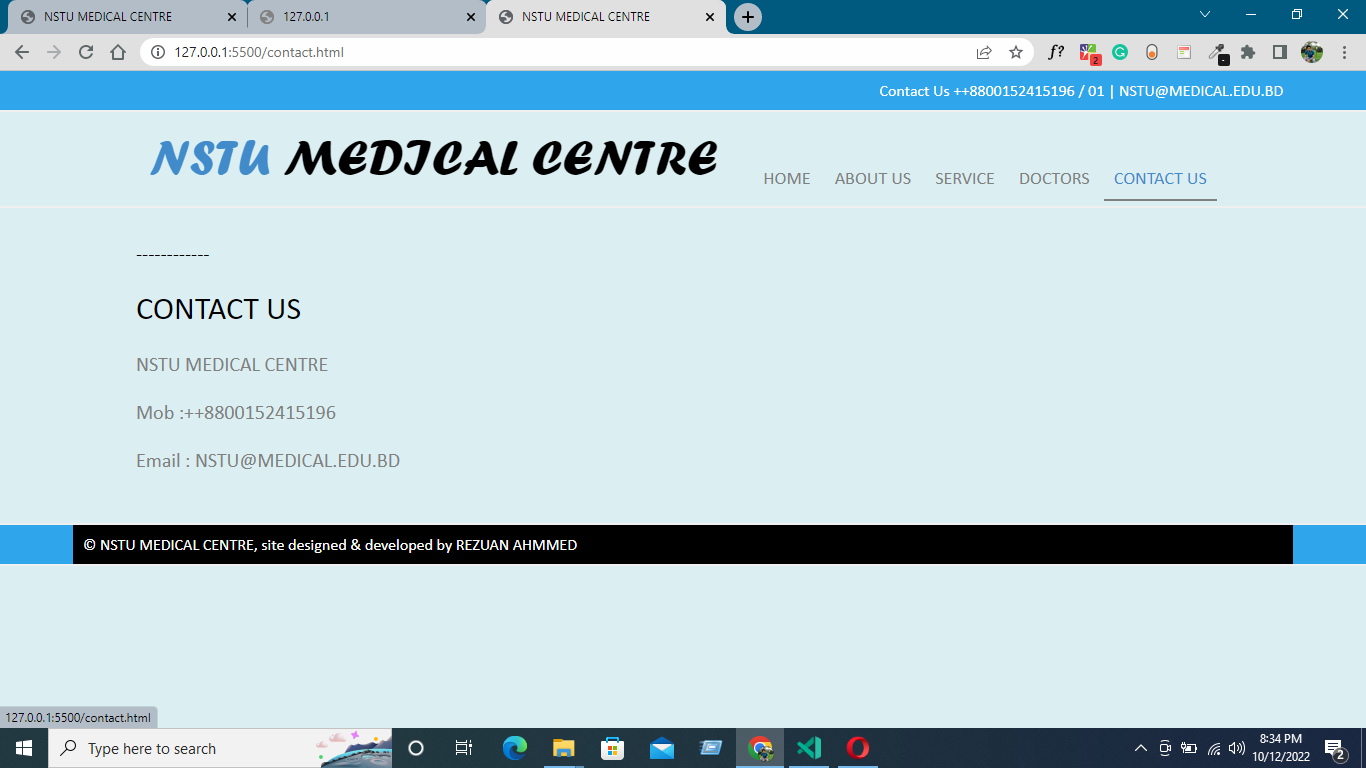 NSTU MEDICAL CENTRE
127.0.0.1
NSTU MEDICAL CENTRE
127.0.0.1:5500/contact.html
f?
2
Contact Us ++8800152415196 / 01 | NSTU@MEDICAL.EDU.BD
NSTU MEDICAL CENTRE
HOME ABOUT US SERVICE DOCTORS CONTACT US
------------
CONTACT US
NSTU MEDICAL CENTRE
Mob :++8800152415196
Email : NSTU@MEDICAL.EDU.BD
© NSTU MEDICAL CENTRE, site designed & developed by REZUAN AHMMED
127.0.0.1:5500/contact.html
Type here to search
8:34 PM
10/12/2022
2